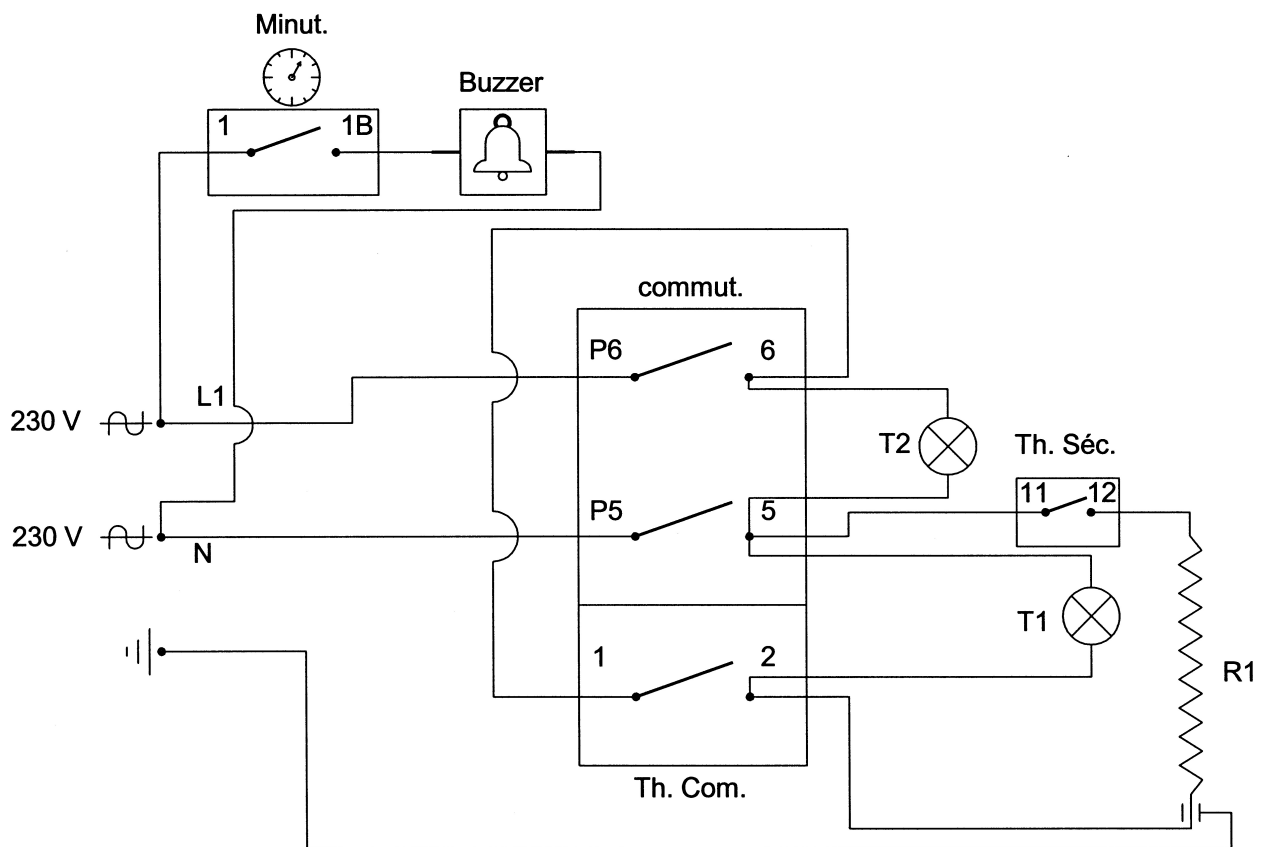 Minut.
Buzzer
1 1B
commut.
P6 6
L1
230 V
T2
Th. Séc.
11 12
P5 5
230 V
N
1 2
T1
R1
Th. Com.